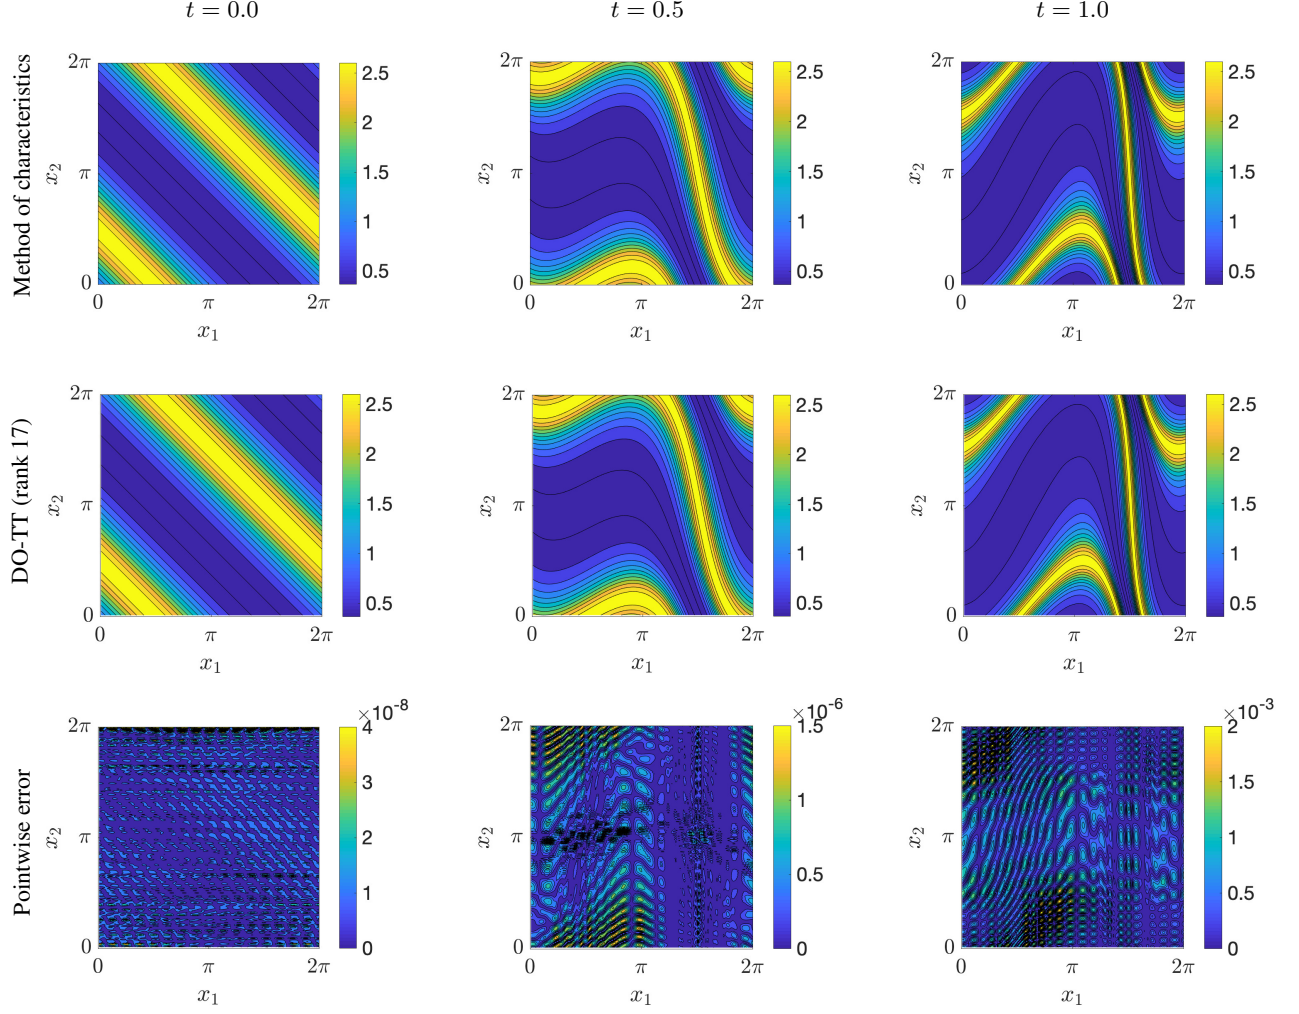 t = 0.0 t = 0.5 t = 1.0
Method of characteristics
2π π 0 x₂ 0 π 2π x₁ 2.5 2 1.5 1 0.5
2π π 0 x₂ 0 π 2π x₁ 2.5 2 1.5 1 0.5
2π π 0 x₂ 0 π 2π x₁ 2.5 2 1.5 1 0.5
DO-TT (rank 17)
2π π 0 x₂ 0 π 2π x₁ 2.5 2 1.5 1 0.5
2π π 0 x₂ 0 π 2π x₁ 2.5 2 1.5 1 0.5
2π π 0 x₂ 0 π 2π x₁ 2.5 2 1.5 1 0.5
Pointwise error
2π π 0 x₂ 0 π 2π x₁ ×10⁻⁸ 4 3 2 1 0
2π π 0 x₂ 0 π 2π x₁ ×10⁻⁶ 1.5 1 0.5 0
2π π 0 x₂ 0 π 2π x₁ ×10⁻³ 2 1.5 1 0.5 0